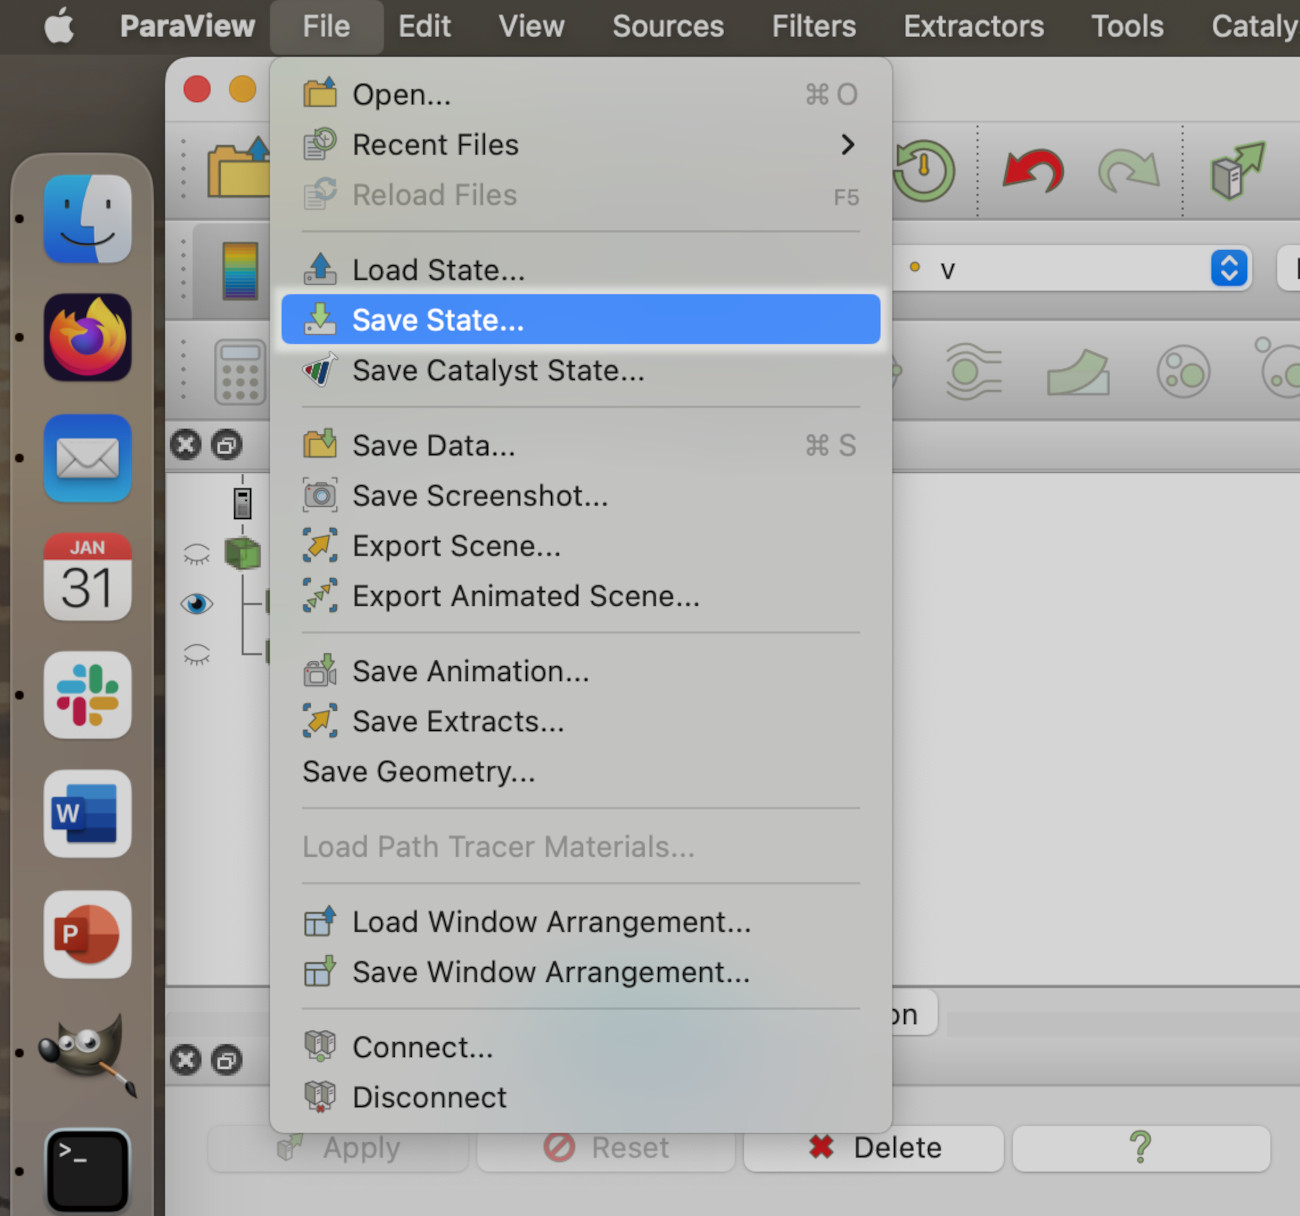 ParaView File Edit View Sources Filters Extractors Tools Cataly
Open... ⌘ O
Recent Files
Reload Files F5
Load State...
v
Save State...
Save Catalyst State...
Save Data... ⌘ S
Save Screenshot...
Export Scene...
JAN
31
Export Animated Scene...
Save Animation...
Save Extracts...
Save Geometry...
W
Load Path Tracer Materials...
Load Window Arrangement...
P
Save Window Arrangement...
on
Connect...
Disconnect
Apply Reset Delete ?
>_